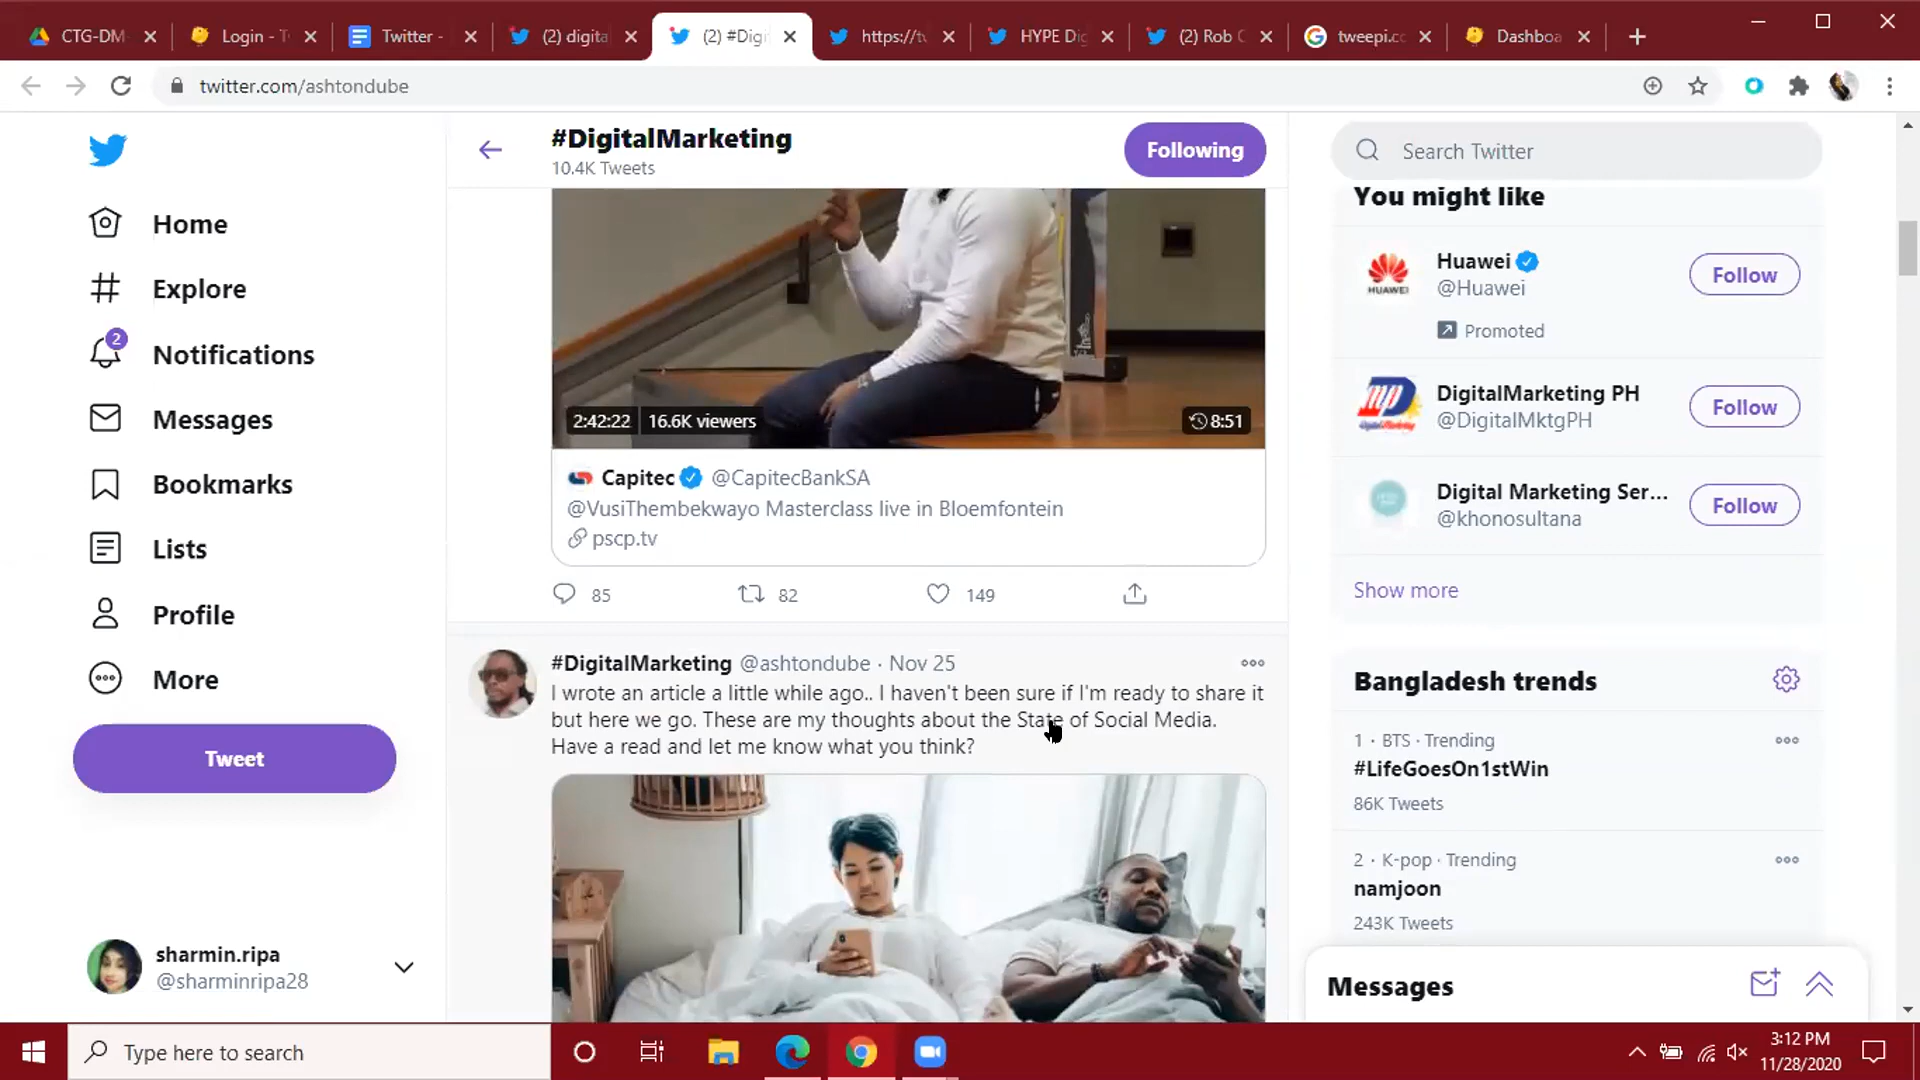 CTG-DM-
Login -
Twitter -
(2) digita
(2) #Digi
https://tw
HYPE Dig
(2) Rob
tweepi.co
Dashboa
twitter.com/ashtondube
#DigitalMarketing
10.4K Tweets
Following
Search Twitter
Home
Explore
2
Notifications
Messages
Bookmarks
Lists
Profile
More
Tweet
sharmin.ripa
@sharminripa28
2:42:22
16.6K viewers
8:51
Capitec @CapitecBankSA
@VusiThembekwayo Masterclass live in Bloemfontein
pscp.tv
85
82
149
#DigitalMarketing @ashtondube · Nov 25
I wrote an article a little while ago.. I haven't been sure if I'm ready to share it
but here we go. These are my thoughts about the State of Social Media.
Have a read and let me know what you think?
You might like
HUAWEI
Huawei
@Huawei
Promoted
Follow
DigitalMarketing PH
@DigitalMktgPH
Follow
Digital Marketing Ser...
@khonosultana
Follow
Show more
Bangladesh trends
1 · BTS · Trending
#LifeGoesOn1stWin
86K Tweets
2 · K-pop · Trending
namjoon
243K Tweets
Messages
Type here to search
3:12 PM
11/28/2020